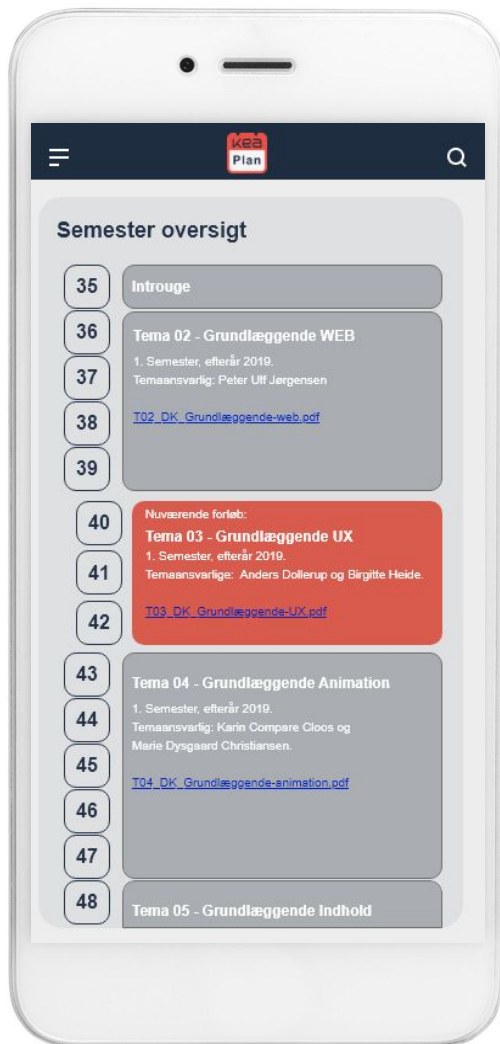 kea
Plan
Semester oversigt
35
Introuge
36
37
38
39
Tema 02 - Grundlæggende WEB
1. Semester, efterår 2019.
Temaansvarlig: Peter Ulf Jørgensen
T02_DK_Grundlæggende-web.pdf
40
41
42
Nuværende forløb:
Tema 03 - Grundlæggende UX
1. Semester, efterår 2019.
Temaansvarlige: Anders Dollerup og Birgitte Heide.
T03_DK_Grundlæggende-UX.pdf
43
44
45
46
47
Tema 04 - Grundlæggende Animation
1. Semester, efterår 2019.
Temaansvarlig: Karin Compare Cloos og
Marie Dysgaard Christiansen.
T04_DK_Grundlæggende-animation.pdf
48
Tema 05 - Grundlæggende Indhold